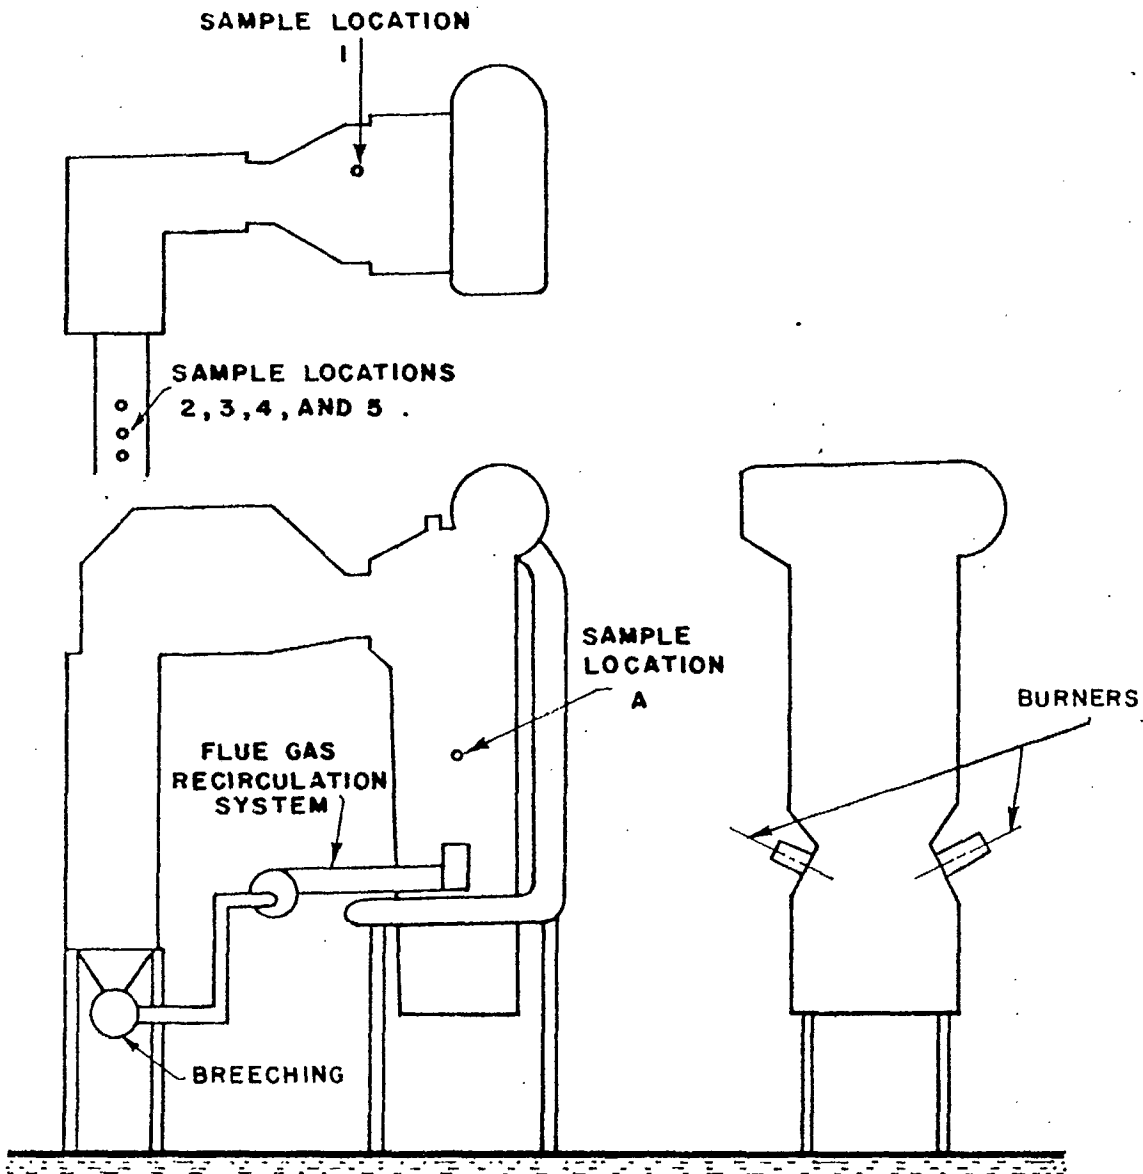 SAMPLE LOCATION
1
SAMPLE LOCATIONS
2, 3, 4, AND 5 .
SAMPLE
LOCATION
A
BURNERS
FLUE GAS
RECIRCULATION
SYSTEM
BREECHING